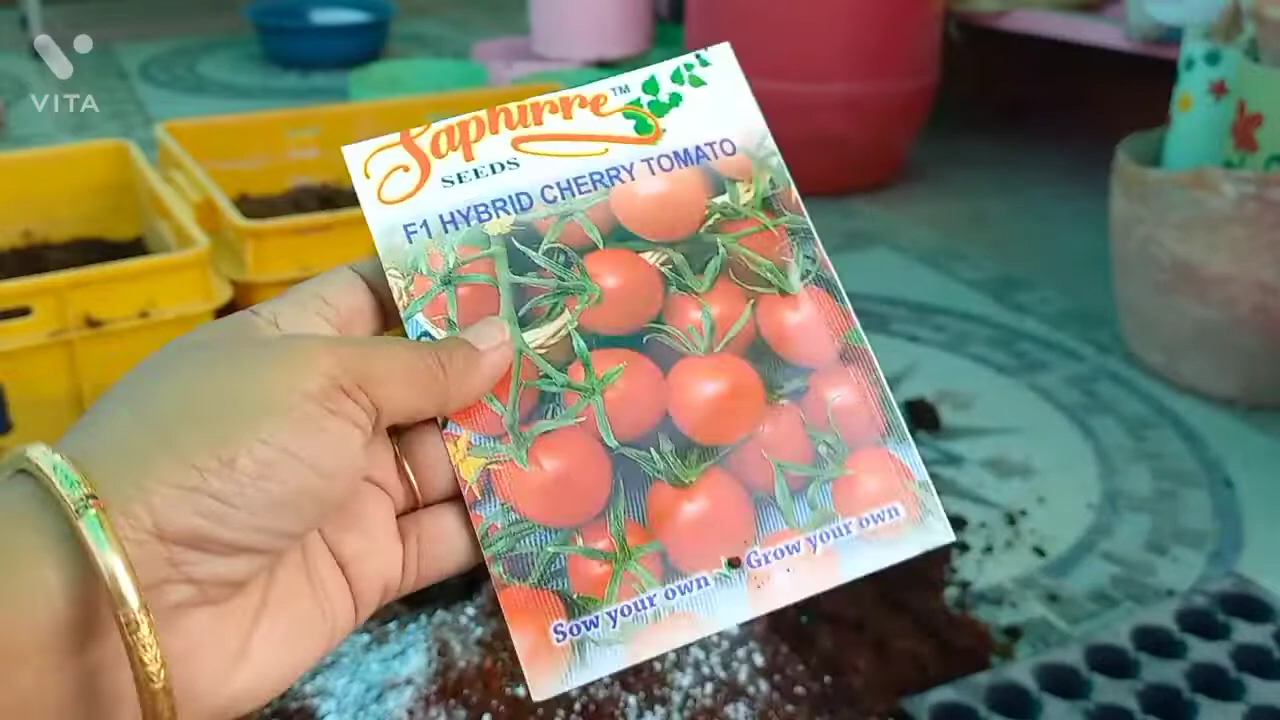 VITA
Saphirre™
SEEDS
F1 HYBRID CHERRY TOMATO
Sow your own Grow your own